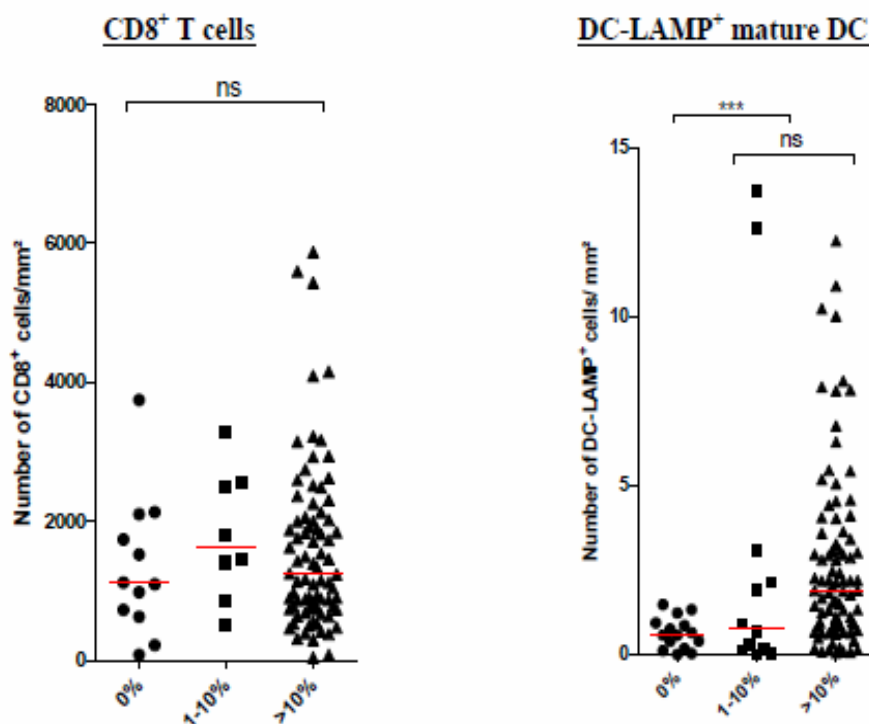 CD8⁺ T cells
ns
8000
6000
4000
2000
0
Number of CD8⁺ cells/mm²
0%
1-10%
>10%
DC-LAMP⁺ mature DC
***
ns
15
10
5
0
Number of DC-LAMP⁺ cells/ mm²
0%
1-10%
>10%